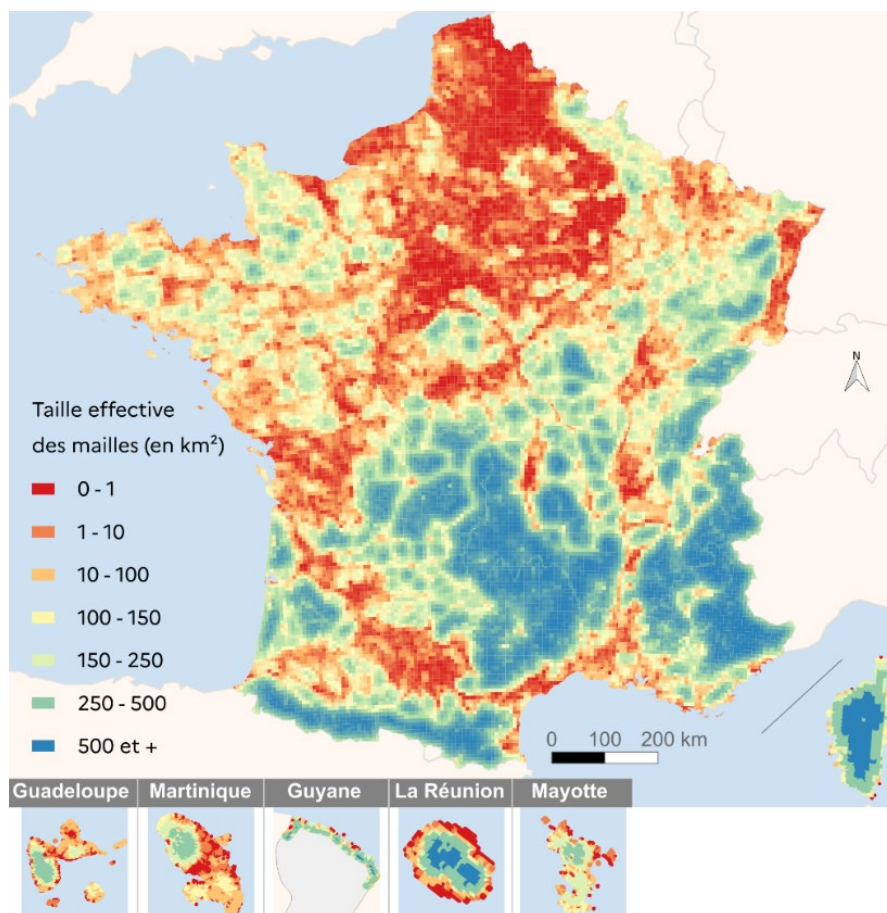 N
Taille effective
des mailles (en km²)
0 - 1
1 - 10
10 - 100
100 - 150
150 - 250
250 - 500
500 et +
0 100 200 km
Guadeloupe Martinique Guyane La Réunion Mayotte